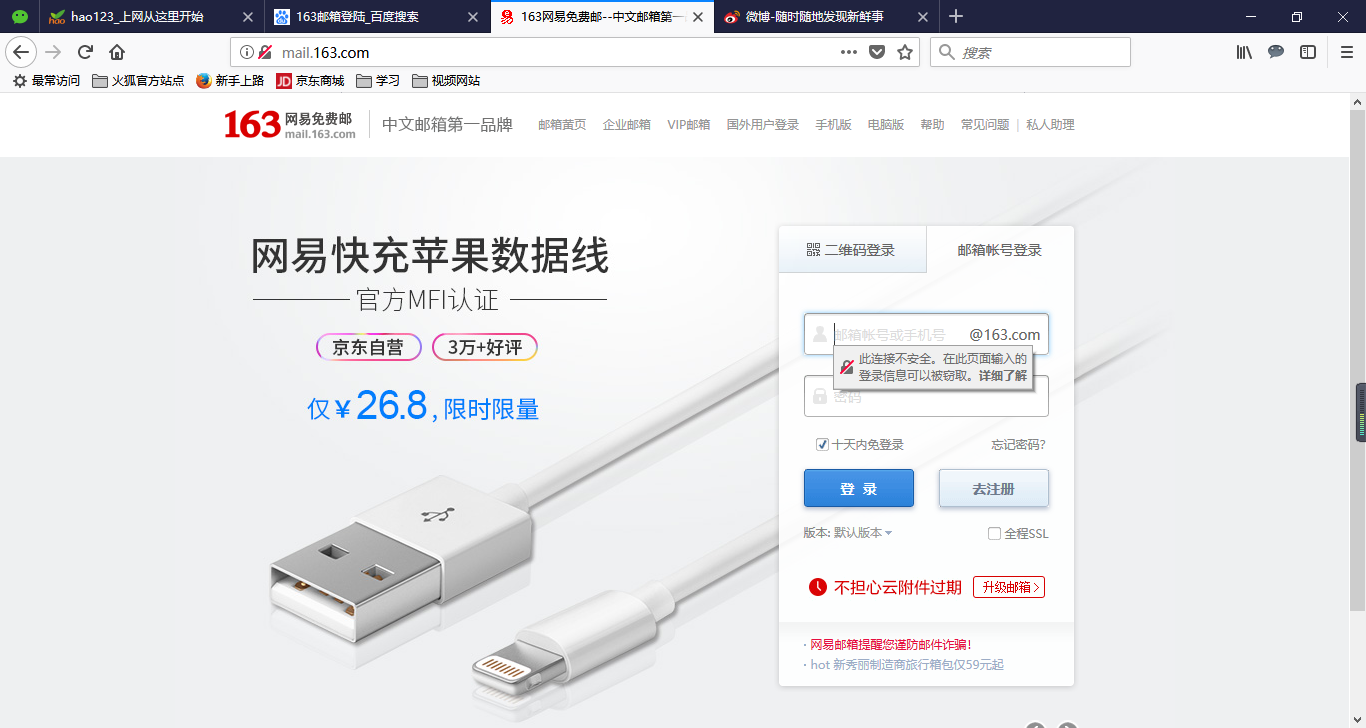 hao123_上网从这里开始
163邮箱登陆_百度搜索
163网易免费邮--中文邮箱第一
微博-随时随地发现新鲜事
mail.163.com
搜索
最常访问
火狐官方站点
新手上路
JD 京东商城
学习
视频网站
163 网易免费邮
mail.163.com
中文邮箱第一品牌
邮箱黄页
企业邮箱
VIP邮箱
国外用户登录
手机版
电脑版
帮助
常见问题
私人助理
网易快充苹果数据线
官方MFI认证
京东自营
3万+好评
仅¥26.8,限时限量
二维码登录
邮箱帐号登录
邮箱帐号或手机号 @163.com
此连接不安全。在此页面输入的
登录信息可以被窃取。详细了解
密码
十天内免登录
忘记密码?
登 录
去注册
版本: 默认版本
全程SSL
不担心云附件过期
升级邮箱>
· 网易邮箱提醒您谨防邮件诈骗!
· hot 新秀丽制造商旅行箱包仅59元起